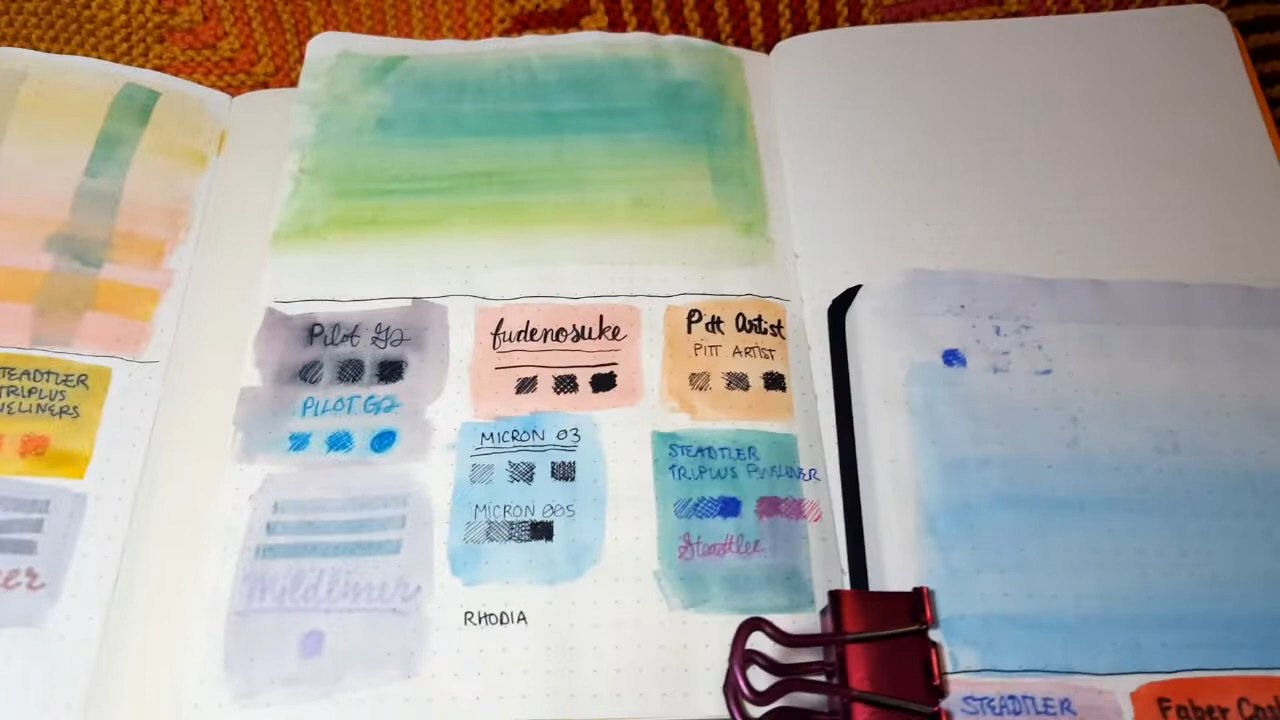 STEADTLER
TRIPLUS
Pilot G2
PILOT G2
Mildliner
fudenosuke
MICRON 03
MICRON 005
RHODIA
Pitt Artist
PITT ARTIST
STEADTLER
TRIPLUS FINELINER
Steadtler
STEADTLER